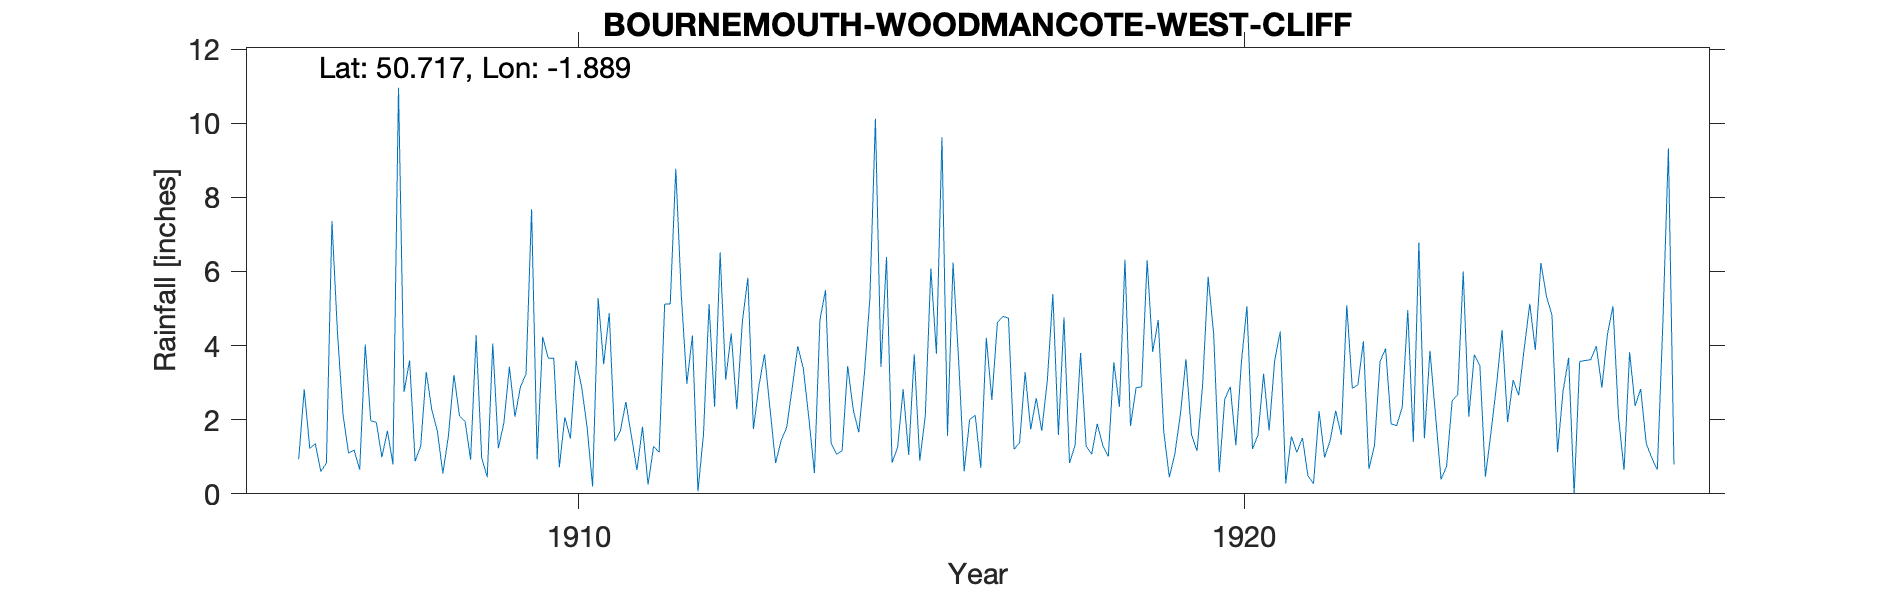 BOURNEMOUTH-WOODMANCOTE-WEST-CLIFF
Lat: 50.717, Lon: -1.889
12
10
8
6
4
2
0
Rainfall [inches]
1910
1920
Year